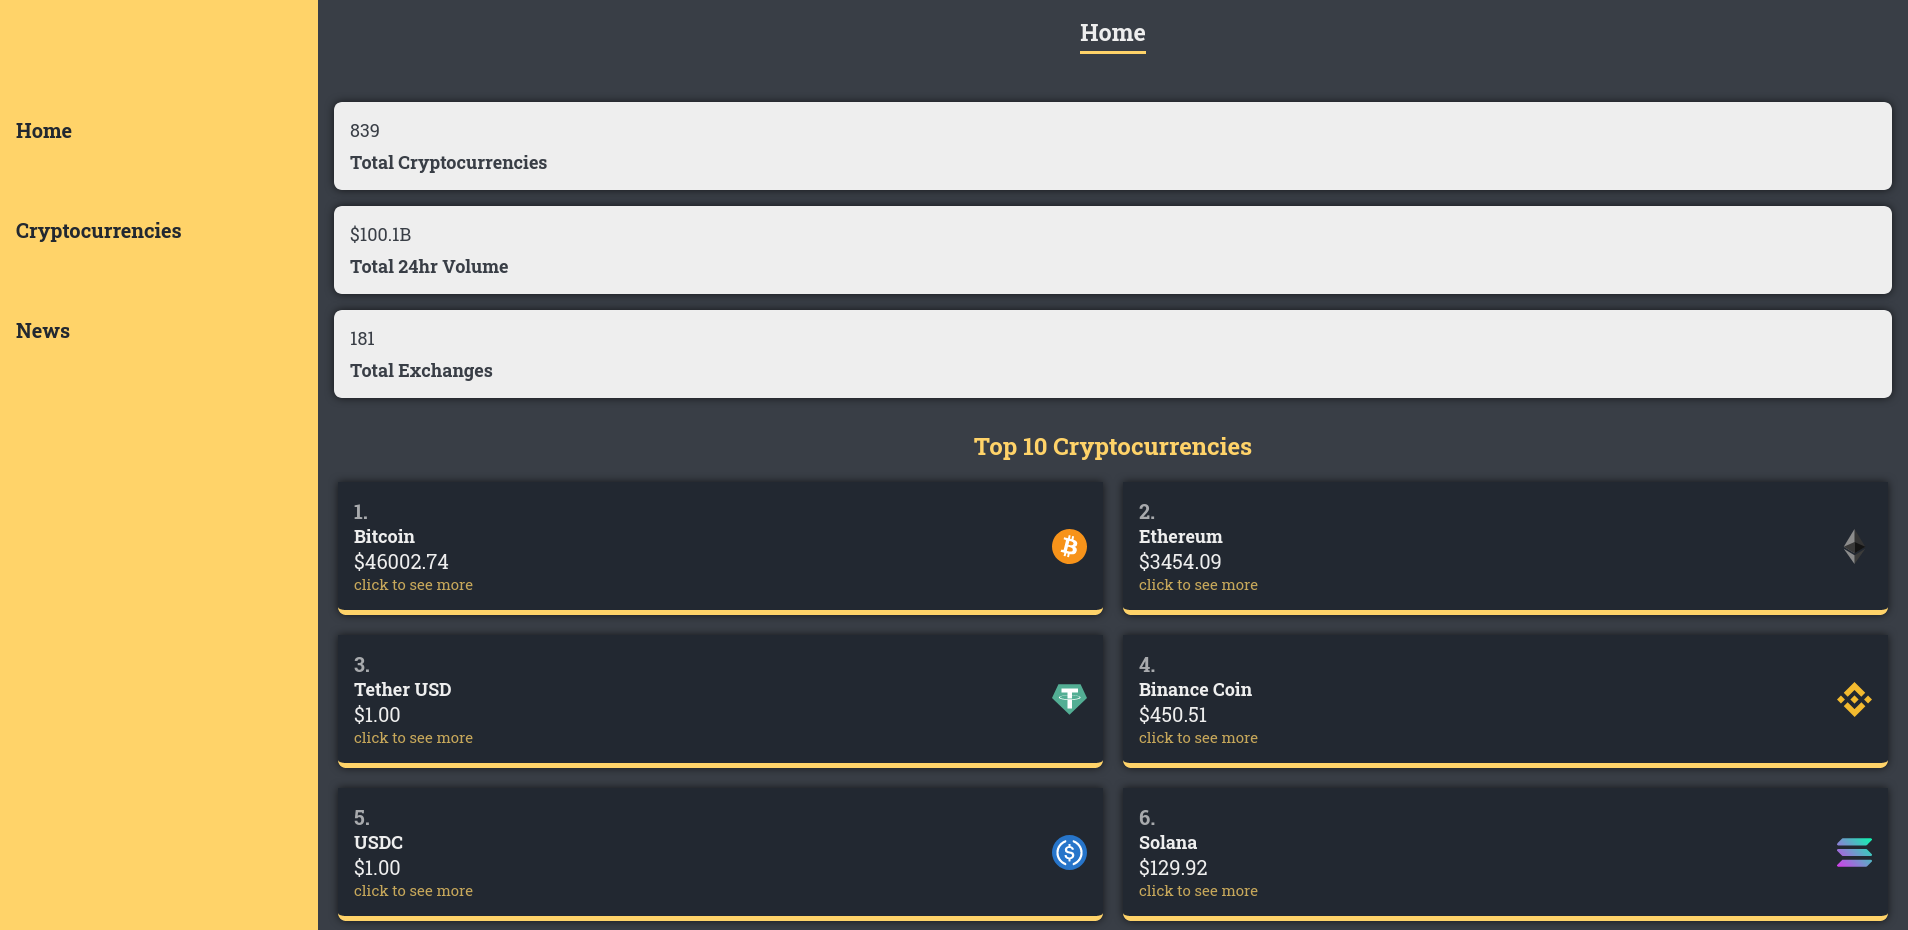 Home
Cryptocurrencies
News
Home
839
Total Cryptocurrencies
$100.1B
Total 24hr Volume
181
Total Exchanges
Top 10 Cryptocurrencies
1.
Bitcoin
$46002.74
click to see more
2.
Ethereum
$3454.09
click to see more
3.
Tether USD
$1.00
click to see more
4.
Binance Coin
$450.51
click to see more
5.
USDC
$1.00
click to see more
6.
Solana
$129.92
click to see more